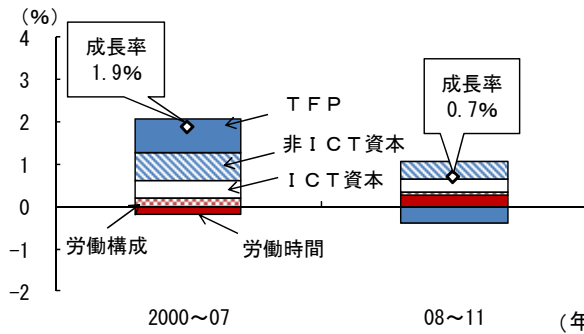 （％）
4
3
2
1
0
−1
−2
成長率
1.9%
成長率
0.7%
ＴＦＰ
非ＩＣＴ資本
ＩＣＴ資本
労働構成
労働時間
2000～07
08～11
（年